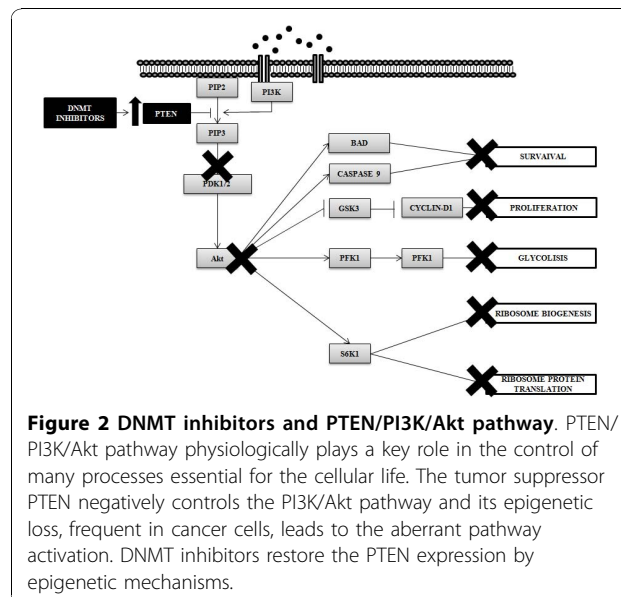 PIP2
PI3K
DNMT
INHIBITORS
PTEN
PIP3
PDK1/2
Akt
BAD
CASPASE 9
GSK3
CYCLIN-D1
PFK1
PFK1
S6K1
SURVAIVAL
PROLIFERATION
GLYCOLISIS
RIBOSOME BIOGENESIS
RIBOSOME PROTEIN
TRANSLATION
Figure 2 DNMT inhibitors and PTEN/PI3K/Akt pathway. PTEN/
PI3K/Akt pathway physiologically plays a key role in the control of
many processes essential for the cellular life. The tumor suppressor
PTEN negatively controls the PI3K/Akt pathway and its epigenetic
loss, frequent in cancer cells, leads to the aberrant pathway
activation. DNMT inhibitors restore the PTEN expression by
epigenetic mechanisms.